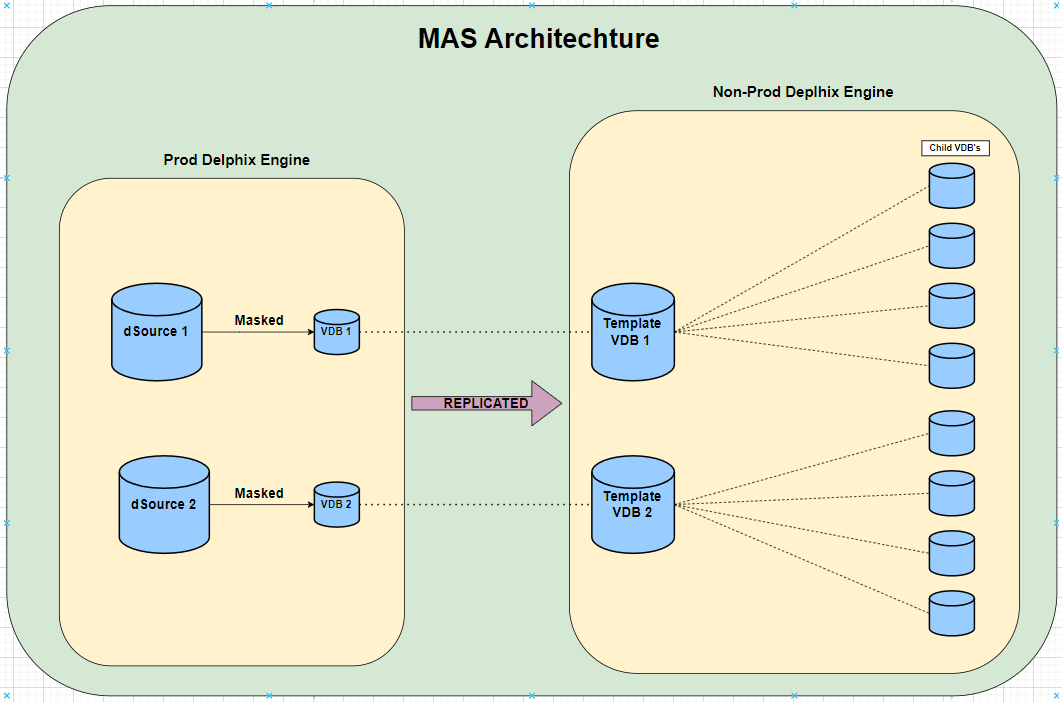 MAS Architechture
Non-Prod Deplhix Engine
Prod Delphix Engine
Child VDB's
dSource 1
Masked
VDB 1
Template
VDB 1
REPLICATED
dSource 2
Masked
VDB 2
Template
VDB 2